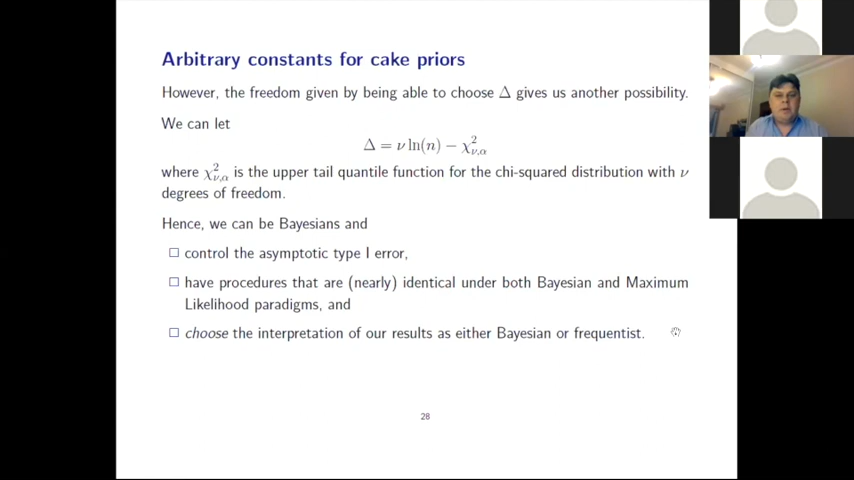 Arbitrary constants for cake priors
However, the freedom given by being able to choose Δ gives us another possibility.
We can let
Δ = ν ln(n) − χ²_{ν,α}
where χ²_{ν,α} is the upper tail quantile function for the chi-squared distribution with ν
degrees of freedom.
Hence, we can be Bayesians and
□ control the asymptotic type I error,
□ have procedures that are (nearly) identical under both Bayesian and Maximum
Likelihood paradigms, and
□ choose the interpretation of our results as either Bayesian or frequentist.
28